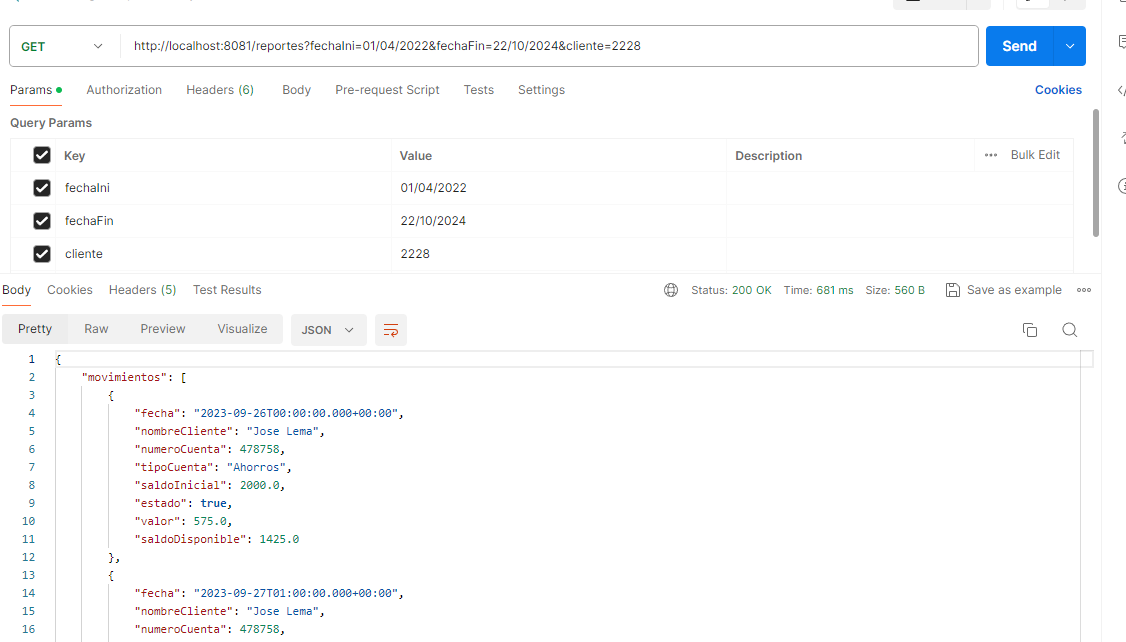 GET http://localhost:8081/reportes?fechaIni=01/04/2022&fechaFin=22/10/2024&cliente=2228 Send
Params Authorization Headers (6) Body Pre-request Script Tests Settings Cookies
Query Params
Key Value Description ••• Bulk Edit
fechaIni 01/04/2022
fechaFin 22/10/2024
cliente 2228
Body Cookies Headers (5) Test Results Status: 200 OK Time: 681 ms Size: 560 B Save as example
Pretty Raw Preview Visualize JSON
1 {
2 "movimientos": [
3 {
4 "fecha": "2023-09-26T00:00:00.000+00:00",
5 "nombreCliente": "Jose Lema",
6 "numeroCuenta": 478758,
7 "tipoCuenta": "Ahorros",
8 "saldoInicial": 2000.0,
9 "estado": true,
10 "valor": 575.0,
11 "saldoDisponible": 1425.0
12 },
13 {
14 "fecha": "2023-09-27T01:00:00.000+00:00",
15 "nombreCliente": "Jose Lema",
16 "numeroCuenta": 478758,